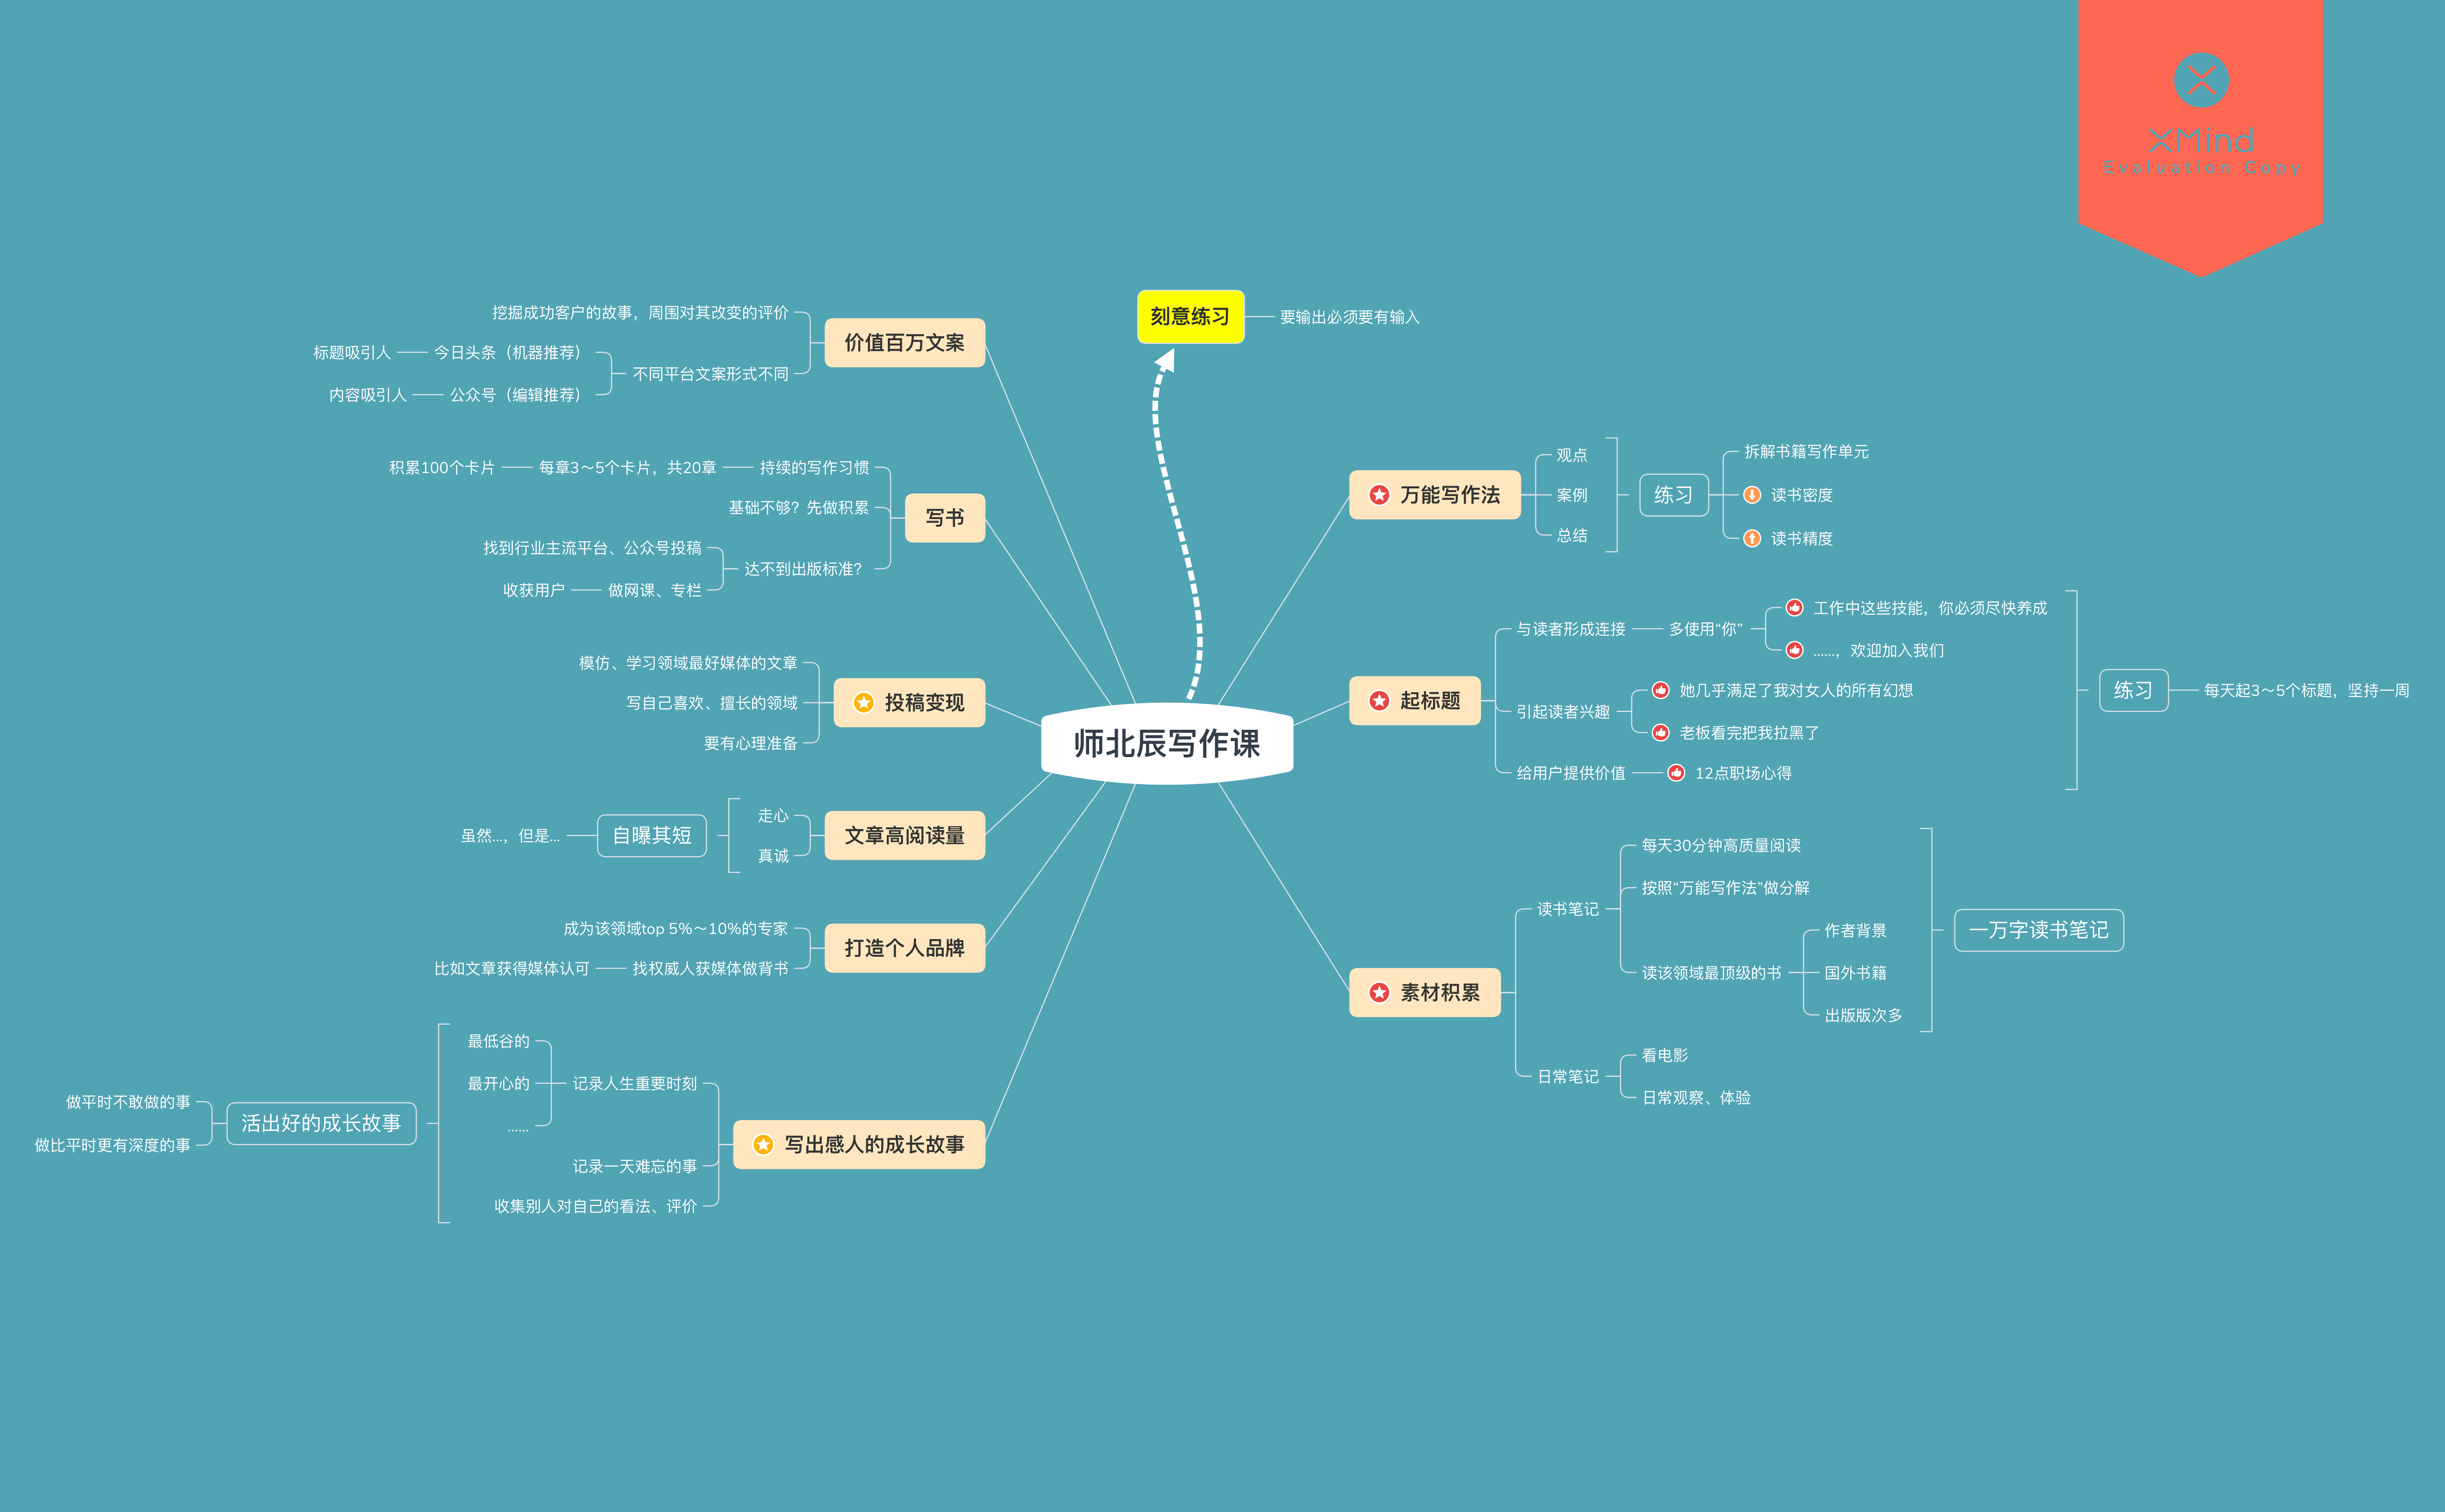 XMind
Evaluation Copy
师北辰写作课
刻意练习
要输出必须要有输入
万能写作法
观点
案例
总结
练习
拆解书籍写作单元
读书密度
读书精度
起标题
与读者形成连接
多使用“你”
工作中这些技能，你必须尽快养成
……，欢迎加入我们
引起读者兴趣
她几乎满足了我对女人的所有幻想
老板看完把我拉黑了
给用户提供价值
12点职场心得
练习
每天起3～5个标题，坚持一周
素材积累
读书笔记
每天30分钟高质量阅读
按照“万能写作法”做分解
读该领域最顶级的书
作者背景
国外书籍
出版版次多
一万字读书笔记
日常笔记
看电影
日常观察、体验
价值百万文案
挖掘成功客户的故事，周围对其改变的评价
不同平台文案形式不同
今日头条（机器推荐）
标题吸引人
公众号（编辑推荐）
内容吸引人
写书
持续的写作习惯
每章3～5个卡片，共20章
积累100个卡片
基础不够？先做积累
达不到出版标准？
找到行业主流平台、公众号投稿
做网课、专栏
收获用户
投稿变现
模仿、学习领域最好媒体的文章
写自己喜欢、擅长的领域
要有心理准备
文章高阅读量
走心
真诚
自曝其短
虽然…，但是…
打造个人品牌
成为该领域top 5%～10%的专家
找权威人获媒体做背书
比如文章获得媒体认可
写出感人的成长故事
记录人生重要时刻
最低谷的
最开心的
……
记录一天难忘的事
收集别人对自己的看法、评价
活出好的成长故事
做平时不敢做的事
做比平时更有深度的事